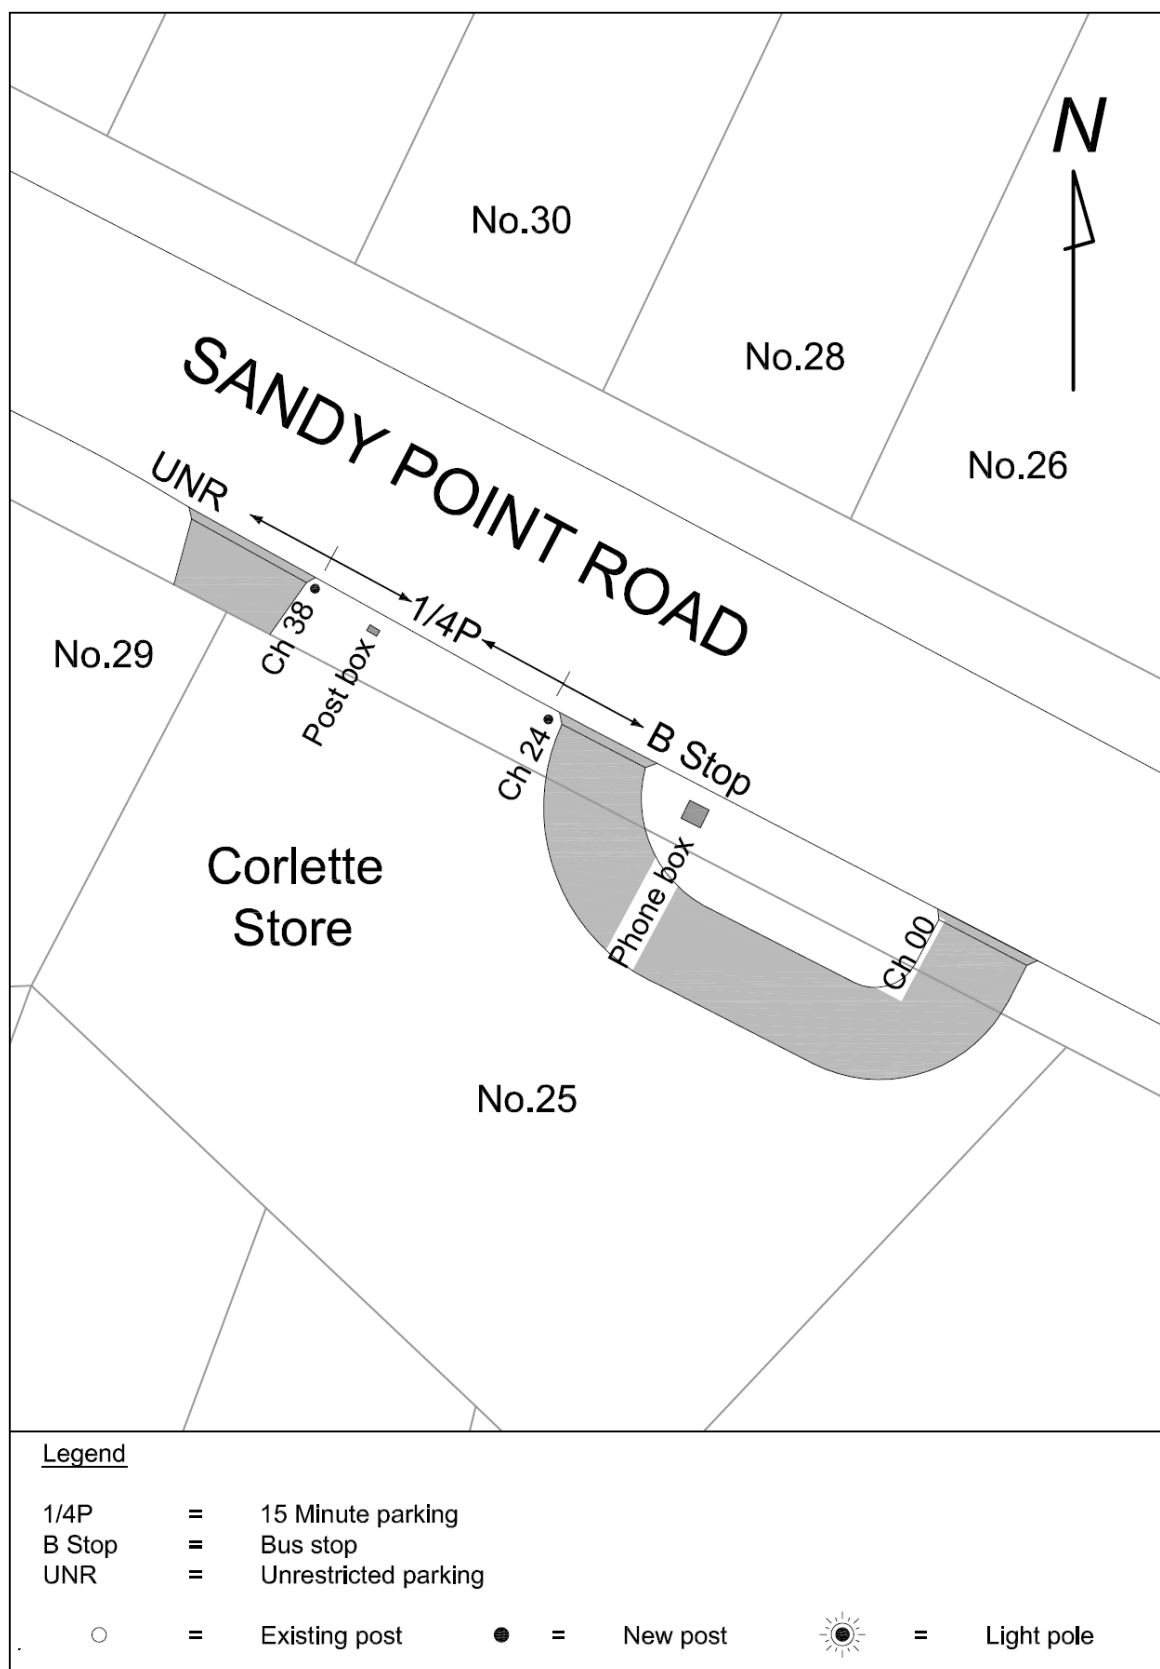 N
No.30
No.28
No.26
SANDY POINT ROAD
UNR
1/4P
B Stop
No.29
Ch 38
Post box
Ch 24
Phone box
Ch 00
Corlette
Store
No.25
Legend
1/4P = 15 Minute parking
B Stop = Bus stop
UNR = Unrestricted parking
= Existing post = New post = Light pole